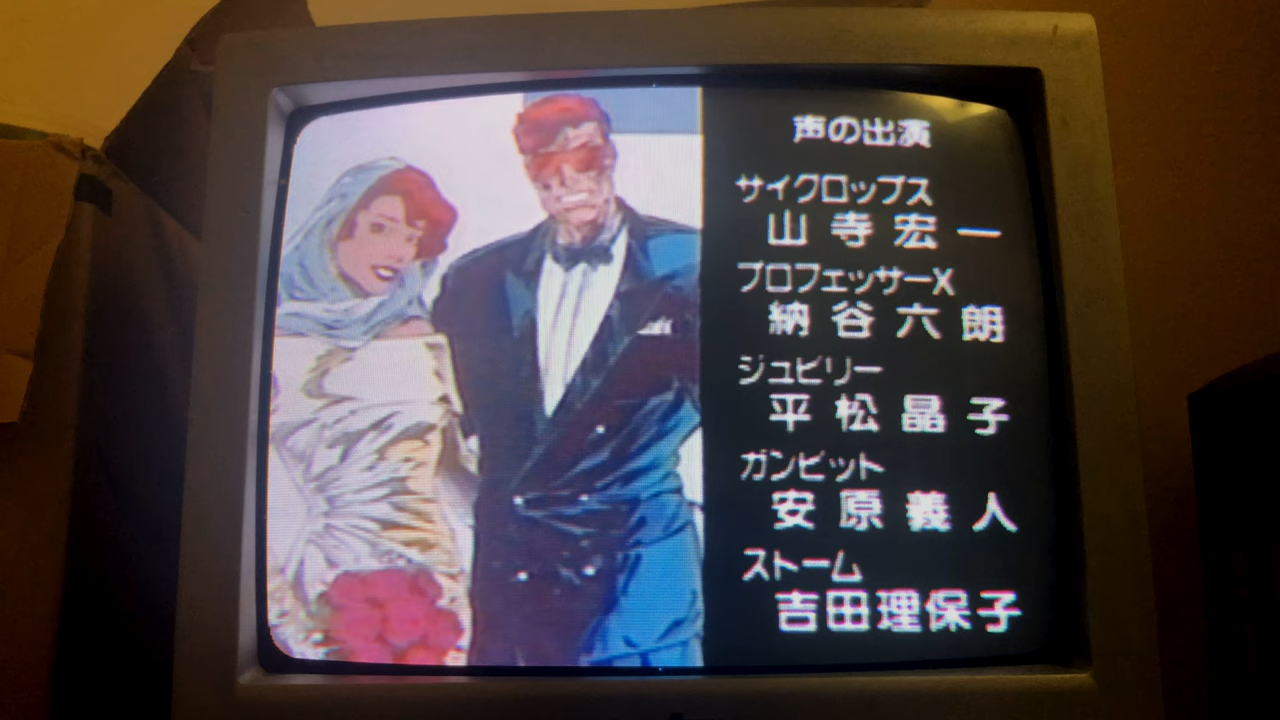 声の出演
サイクロップス
山寺宏一
プロフェッサーX
納谷六朗
ジュビリー
平松晶子
ガンビット
安原義人
ストーム
吉田理保子